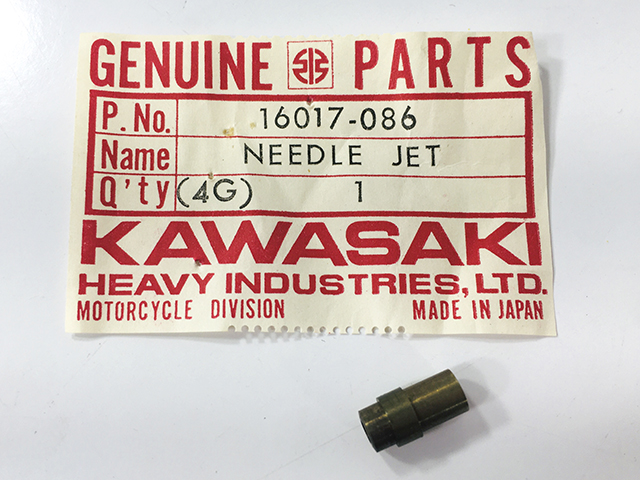 GENUINE PARTS
P. No. 16017-086
Name NEEDLE JET
Q'ty (4G) 1
KAWASAKI
HEAVY INDUSTRIES, LTD.
MOTORCYCLE DIVISION MADE IN JAPAN